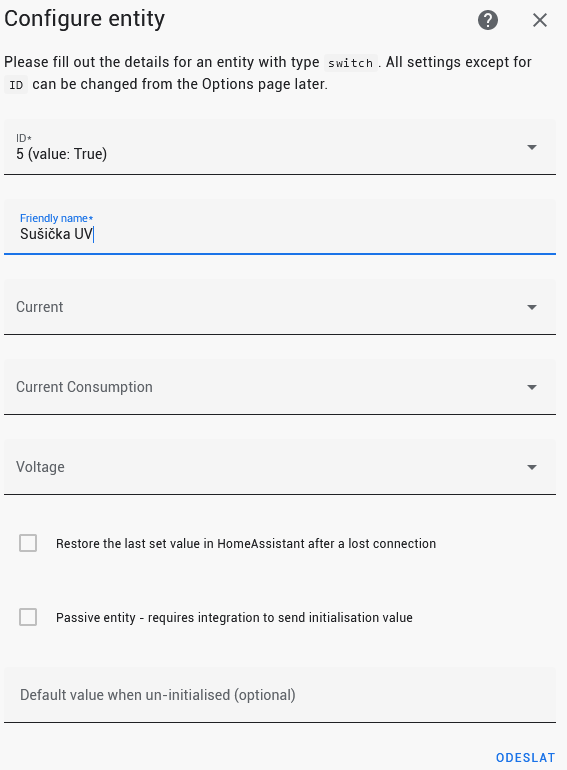 Configure entity
Please fill out the details for an entity with type switch . All settings except for
ID can be changed from the Options page later.
ID*
5 (value: True)
Friendly name*
Sušička UV
Current
Current Consumption
Voltage
Restore the last set value in HomeAssistant after a lost connection
Passive entity - requires integration to send initialisation value
Default value when un-initialised (optional)
ODESLAT